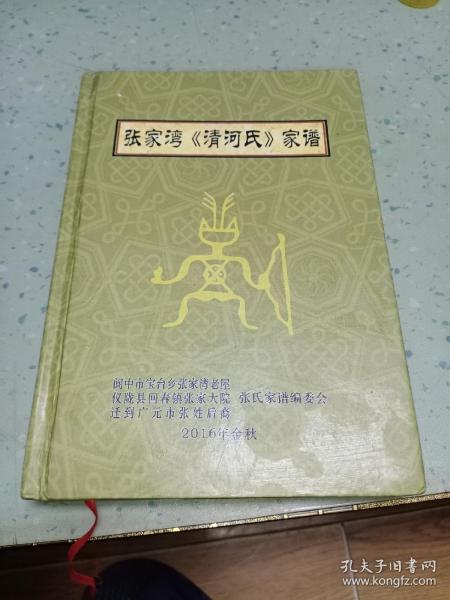 张家湾《清河氏》家谱
阆中市宝台乡张家湾老屋
仪陇县回春镇张家大院 张氏家谱编委会
迁到广元市张姓后裔
2016年金秋
孔夫子旧书网
www.kongfz.com